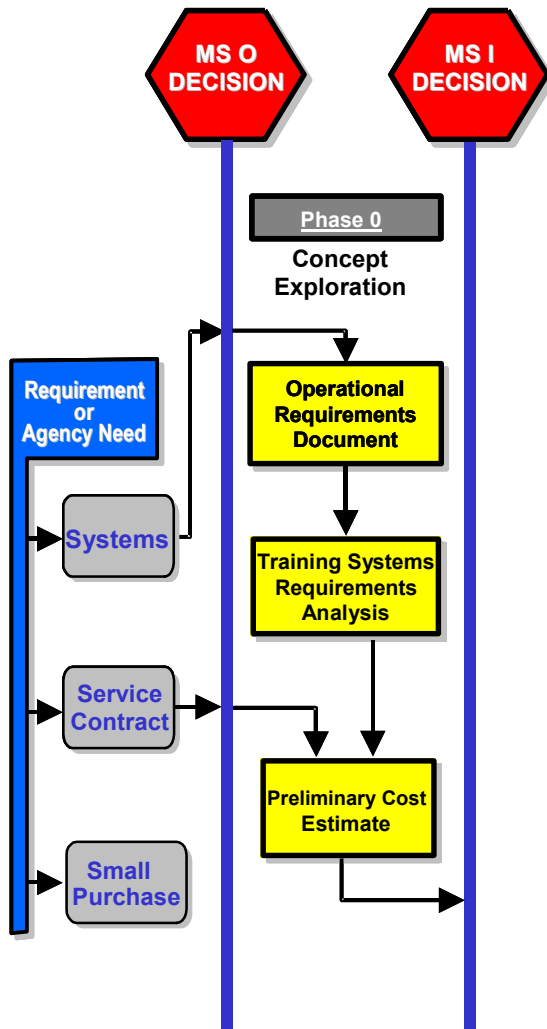 MS O
DECISION
MS I
DECISION
Phase 0
Concept
Exploration
Requirement
or
Agency Need
Operational
Requirements
Document
Systems
Training Systems
Requirements
Analysis
Service
Contract
Preliminary Cost
Estimate
Small
Purchase